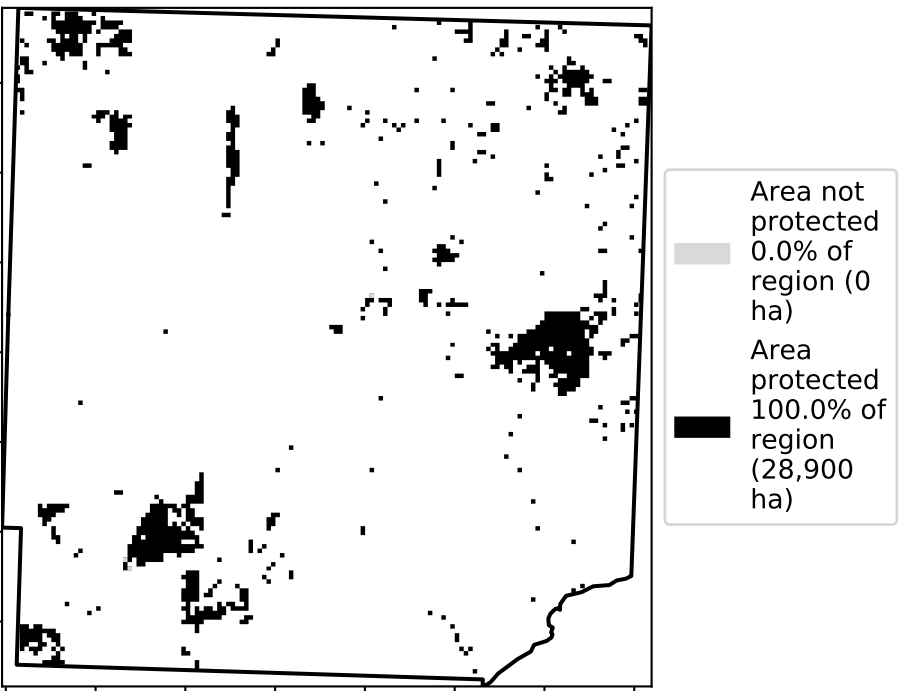 Area not
protected
0.0% of
region (0
ha)
Area
protected
100.0% of
region
(28,900
ha)